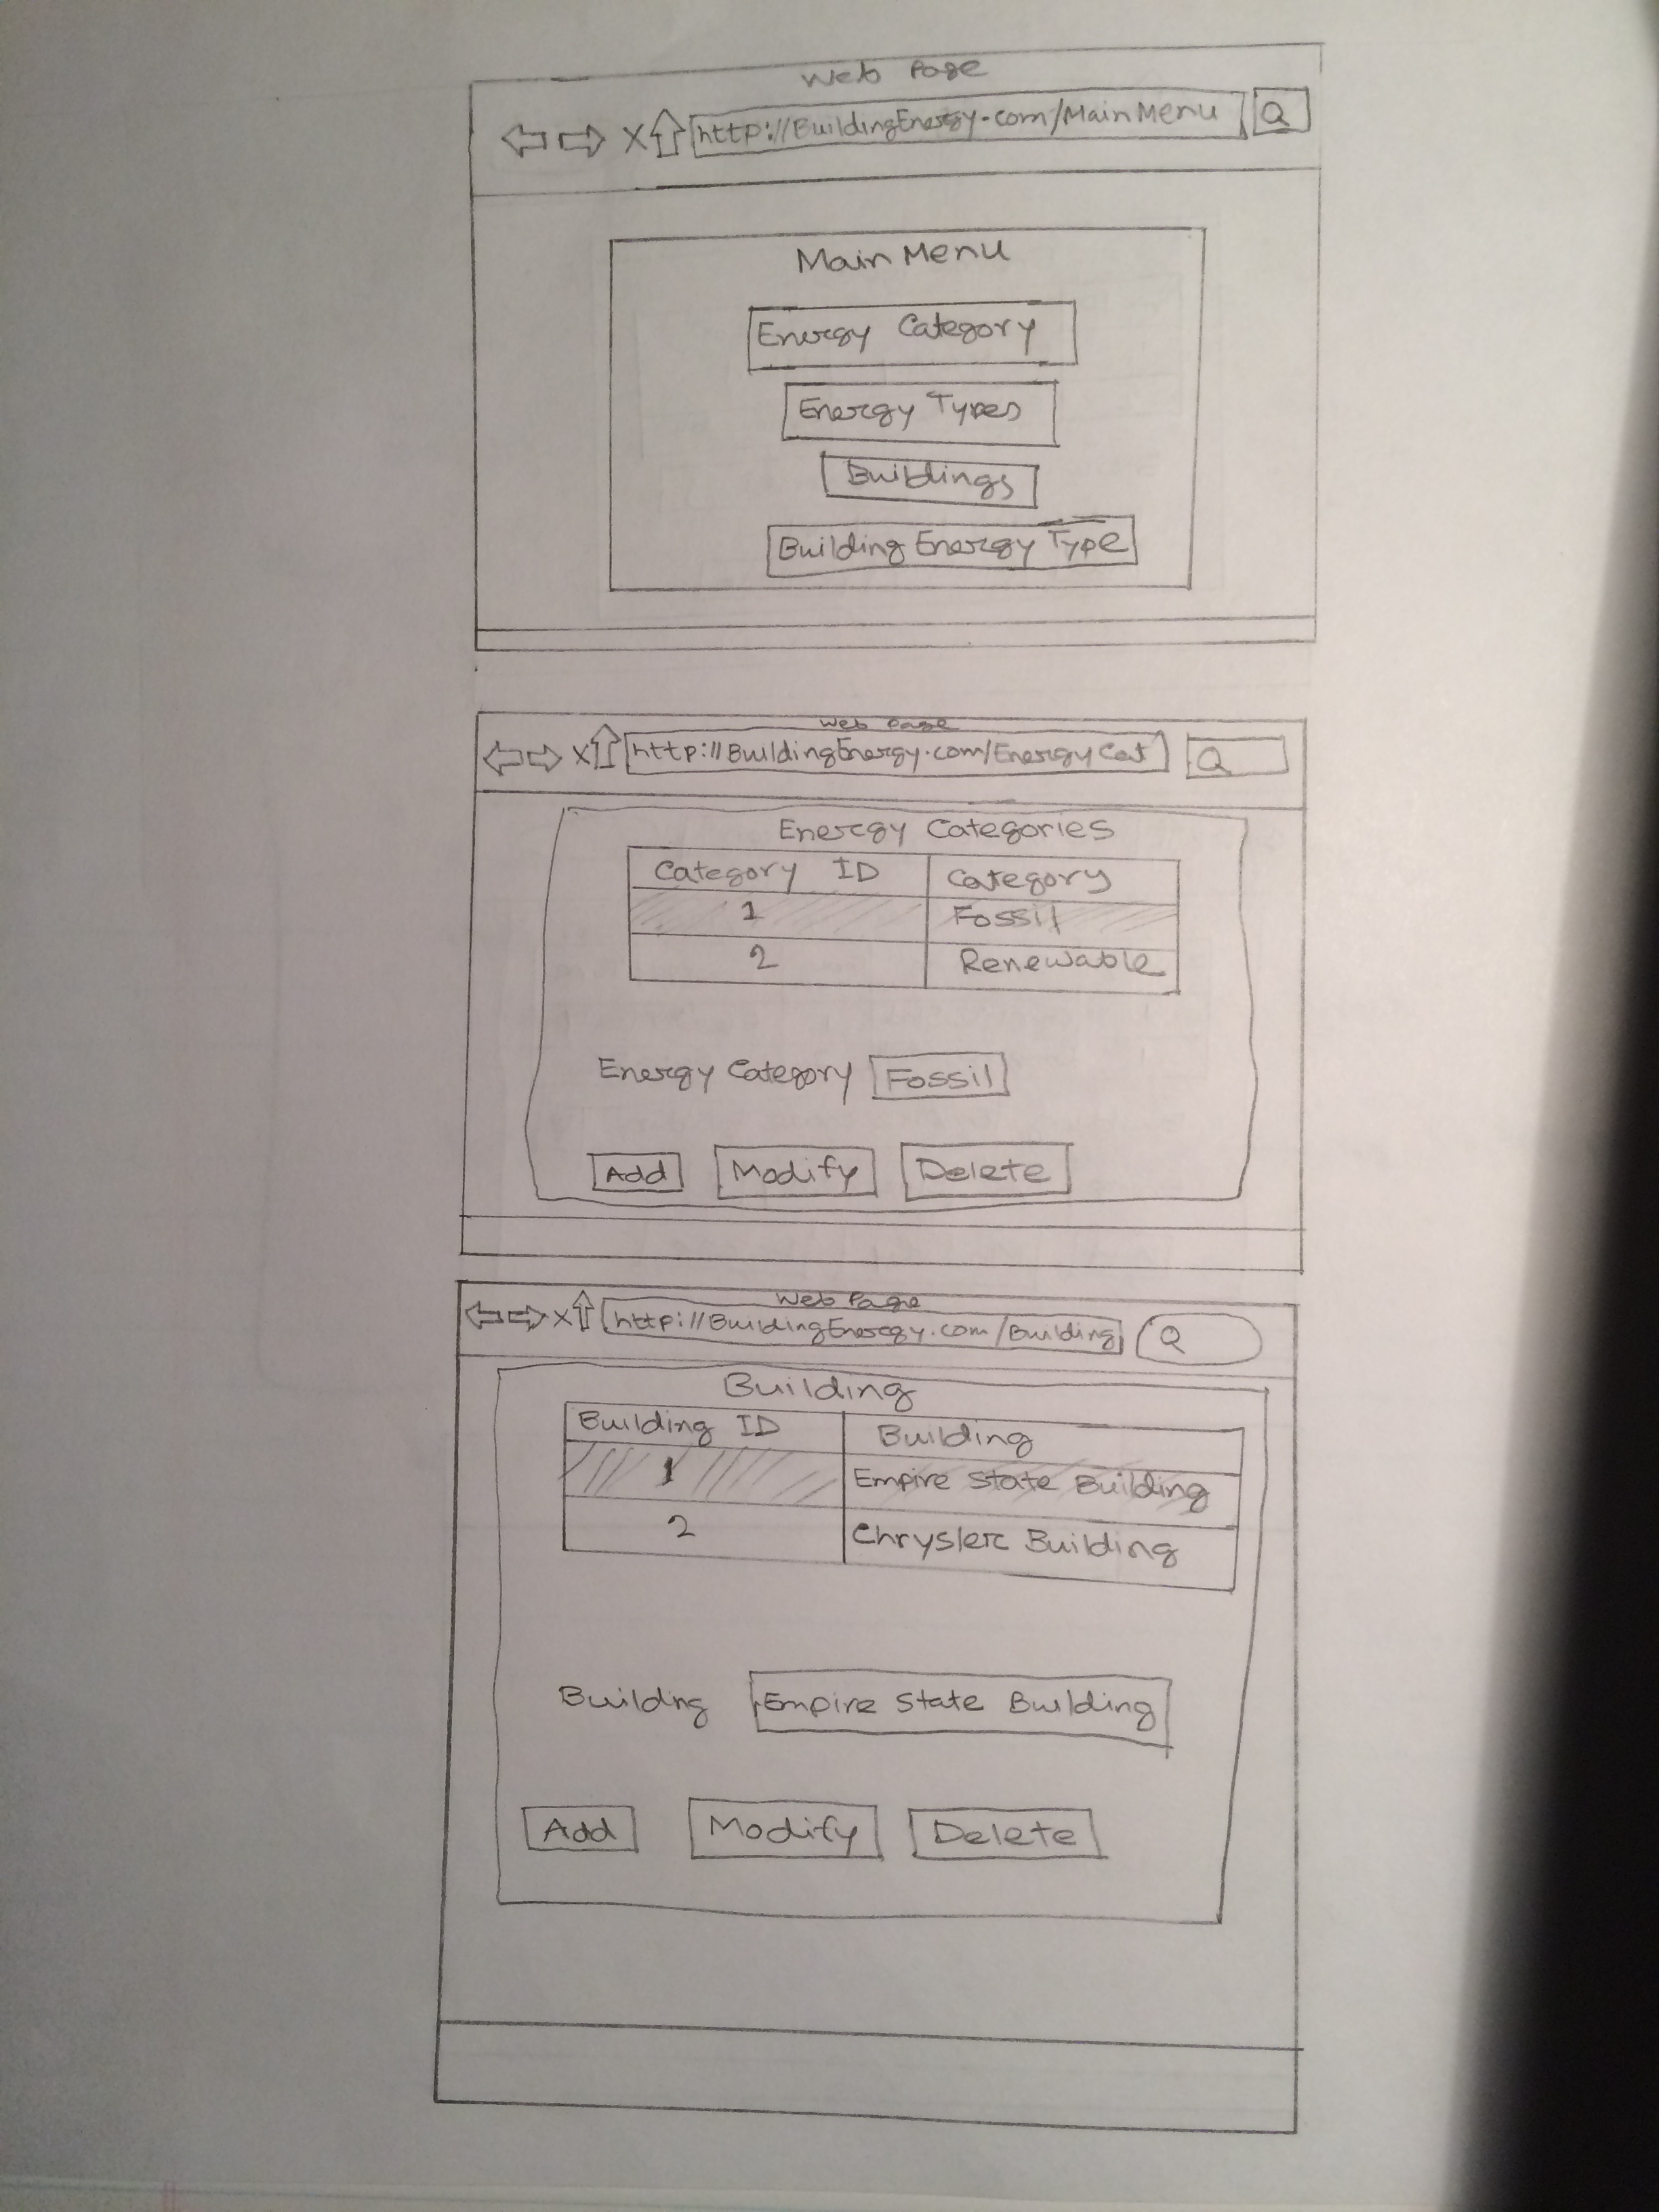 Web Page
X http://BuildingEnergy.com/MainMenu
Main Menu
Energy Category
Energy Types
Buildings
Building Energy Type
Web Page
X http://BuildingEnergy.com/EnergyCat
Energy Categories
Category ID Category
1 Fossil
2 Renewable
Energy Category Fossil
Add Modify Delete
Web Page
X http://BuildingEnergy.com/Building
Building
Building ID Building
1 Empire State Building
2 Chrysler Building
Building Empire State Building
Add Modify Delete